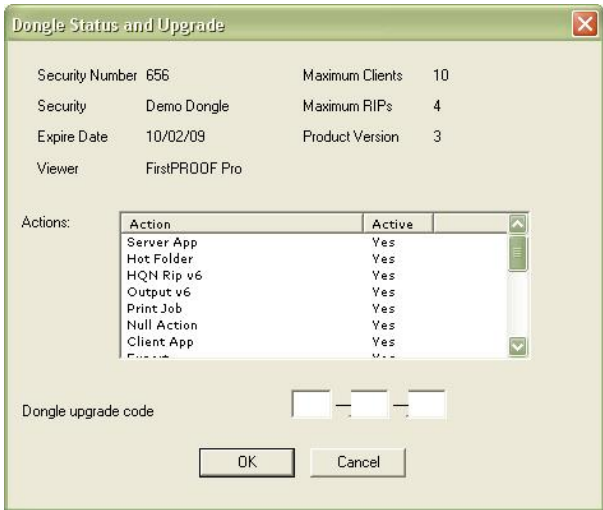 Dongle Status and Upgrade
Security Number 656 Maximum Clients 10
Security Demo Dongle Maximum RIPs 4
Expire Date 10/02/09 Product Version 3
Viewer FirstPROOF Pro
Actions: Action Active
Server App Yes
Hot Folder Yes
HQN Rip v6 Yes
Output v6 Yes
Print Job Yes
Null Action Yes
Client App Yes
Dongle upgrade code
OK Cancel